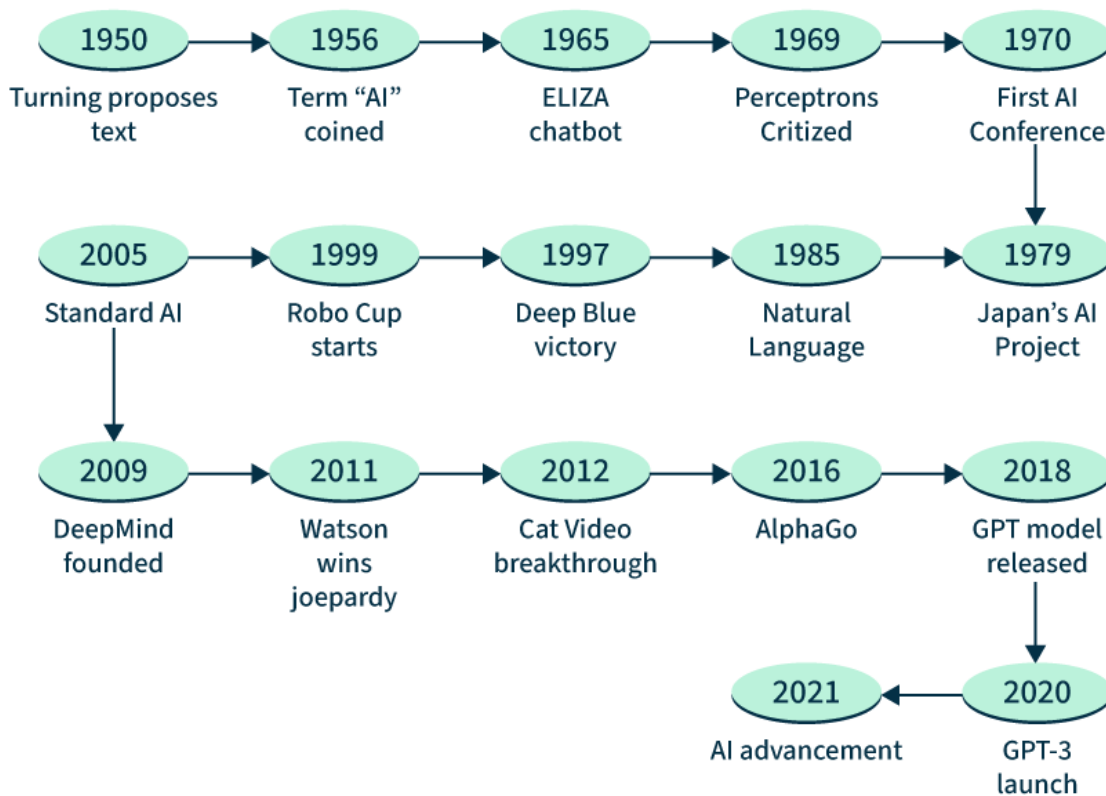 1950
Turning proposes
text
1956
Term “AI”
coined
1965
ELIZA
chatbot
1969
Perceptrons
Critized
1970
First AI
Conference
2005
Standard AI
1999
Robo Cup
starts
1997
Deep Blue
victory
1985
Natural
Language
1979
Japan’s AI
Project
2009
DeepMind
founded
2011
Watson
wins
joepardy
2012
Cat Video
breakthrough
2016
AlphaGo
2018
GPT model
released
2021
AI advancement
2020
GPT-3
launch